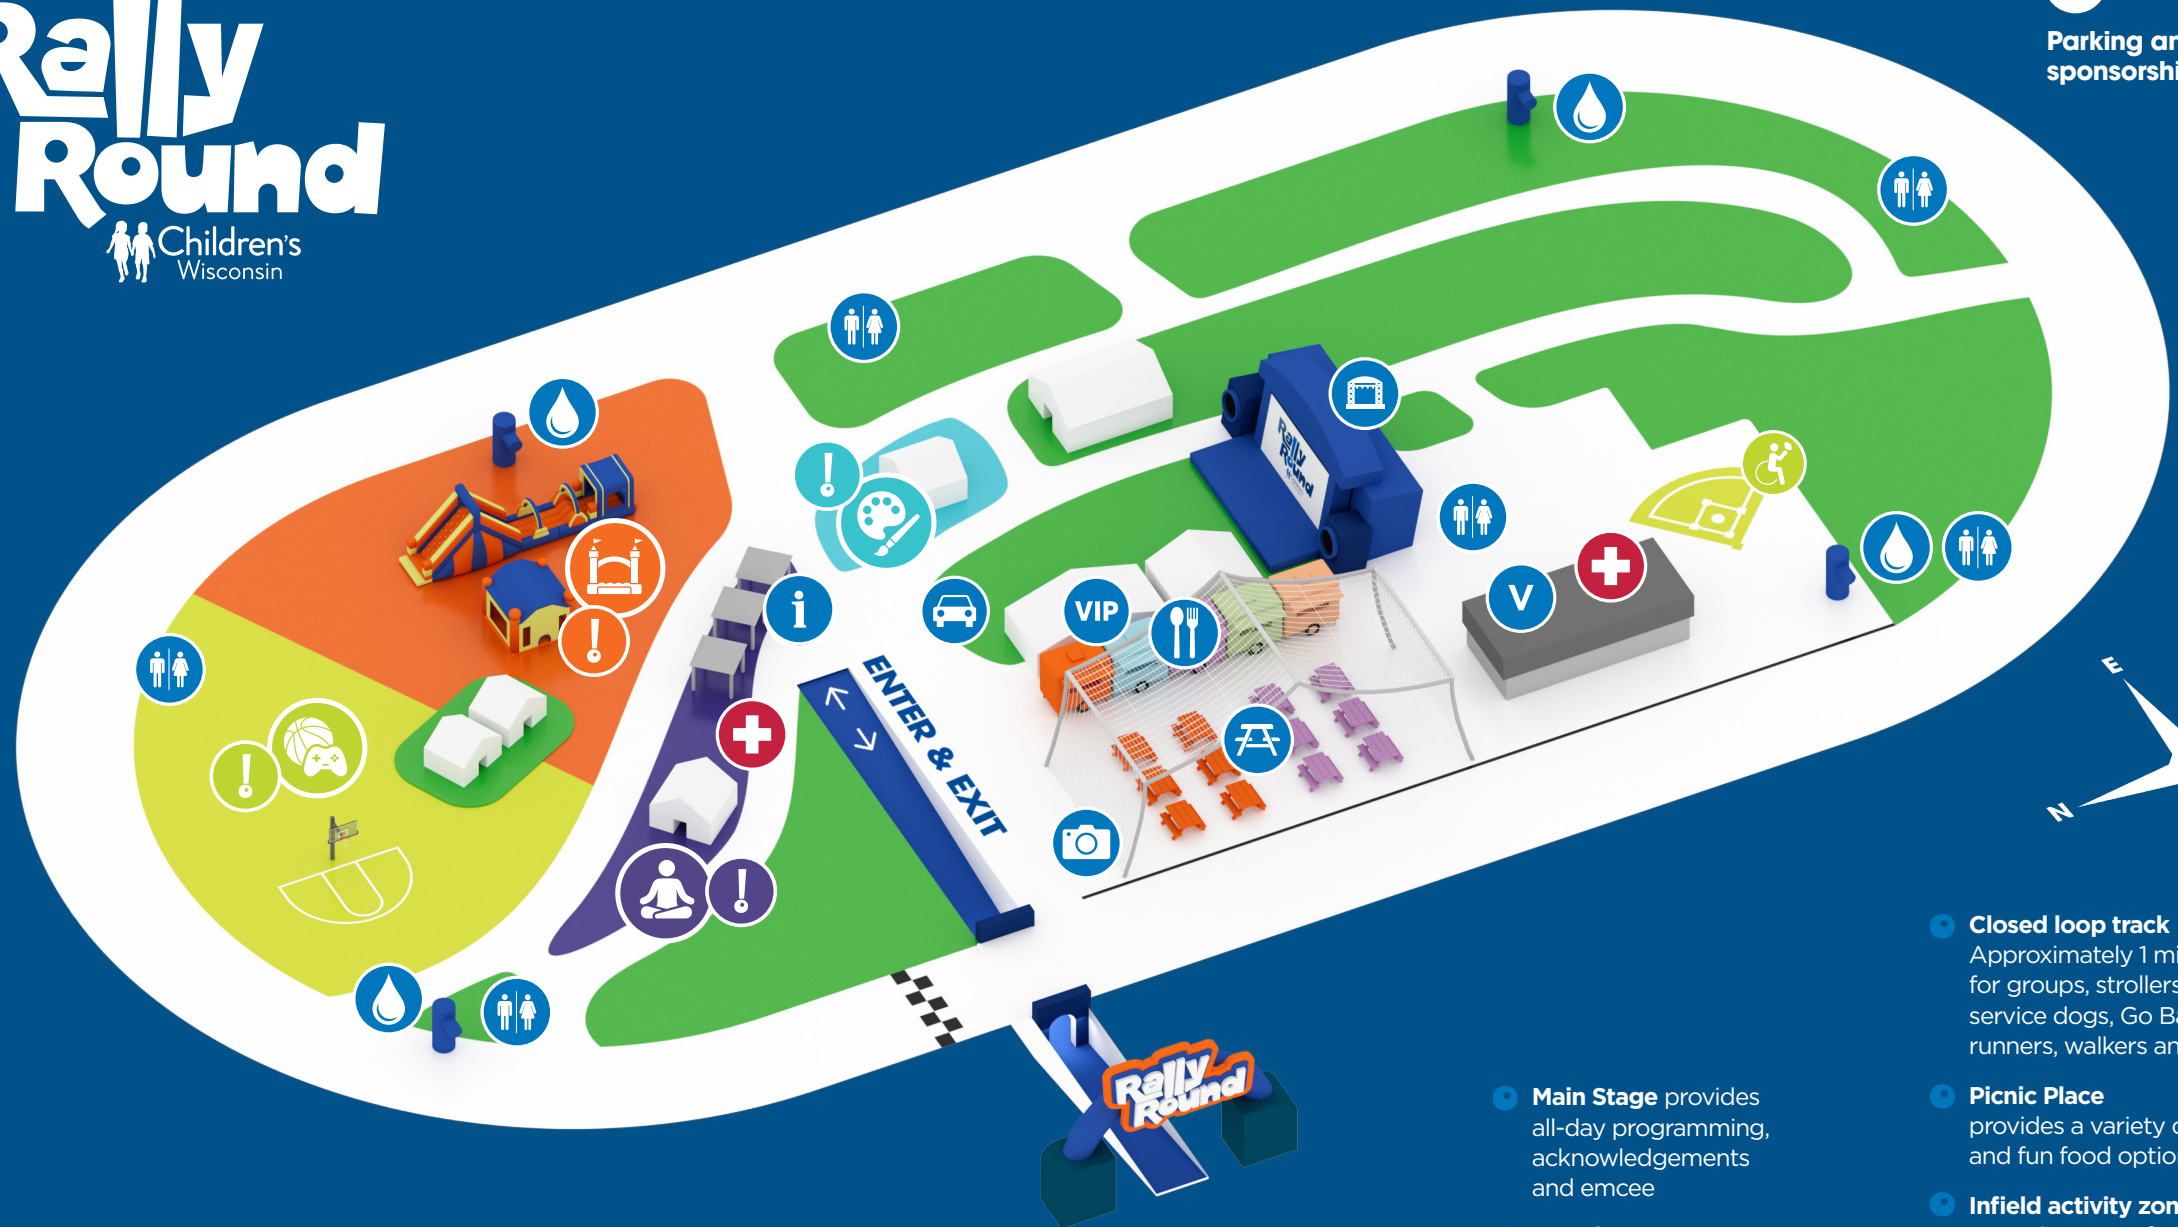 Rally
Round
Children's
Wisconsin
Parking
sponsorshi
Rally
Round
i
VIP
V
ENTER & EXIT
E
N
Rally
Round
Main Stage provides
all-day programming,
acknowledgements
and emcee
Closed loop track
Approximately 1 mi
for groups, strollers
service dogs, Go Ba
runners, walkers an
Picnic Place
provides a variety
and fun food optio
Infield activity zon